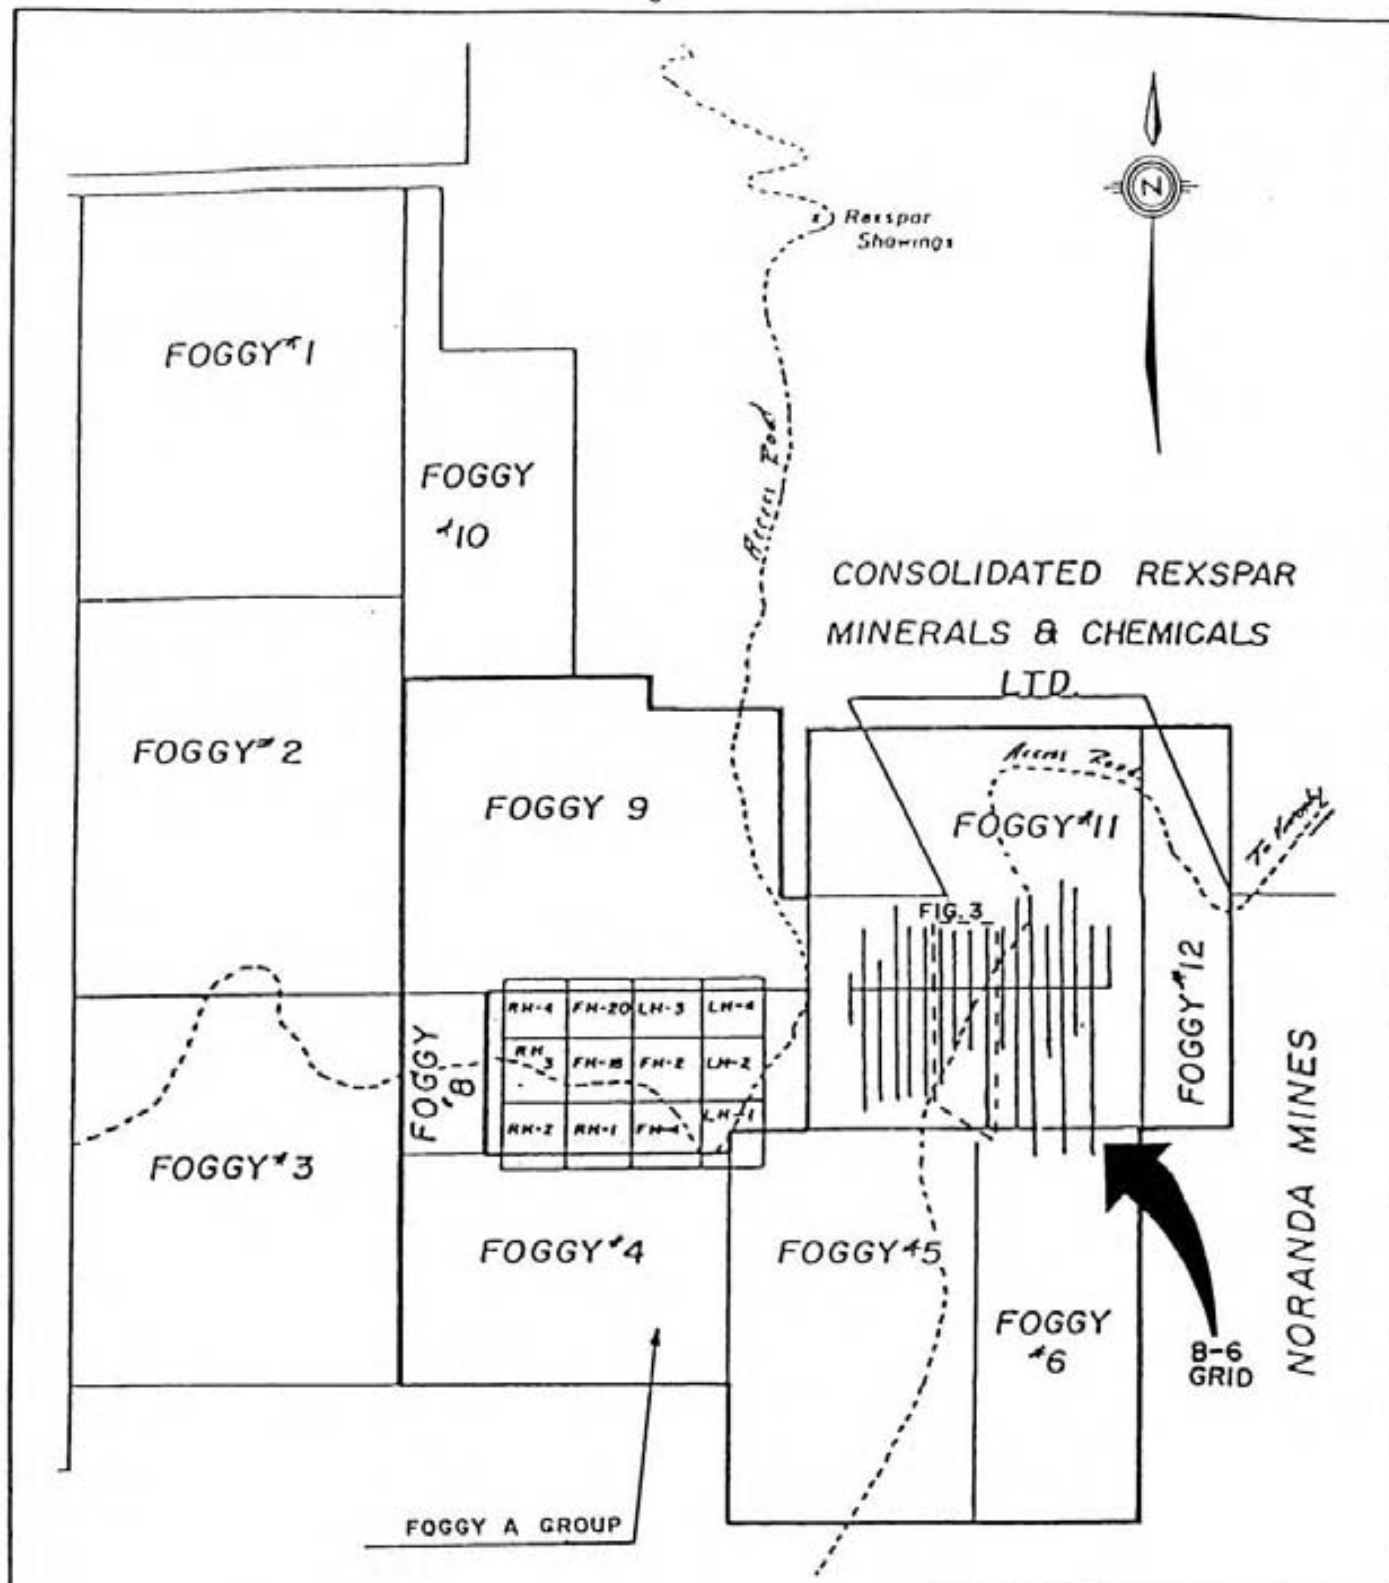 N
Rexspar
Showings
FOGGY #1
FOGGY
#10
Access Road
CONSOLIDATED REXSPAR
MINERALS & CHEMICALS
LTD.
FOGGY #2
FOGGY 9
Access Road
FOGGY #11
FIG. 3
FOGGY #12
RH-4 FH-20 LH-3 LH-4
RH 3 FH-18 FH-2 LH-2
RH-2 RH-1 FH-4 LH-1
FOGGY
#8
FOGGY #3
FOGGY #4
FOGGY #5
FOGGY
#6
B-6
GRID
NORANDA MINES
FOGGY A GROUP